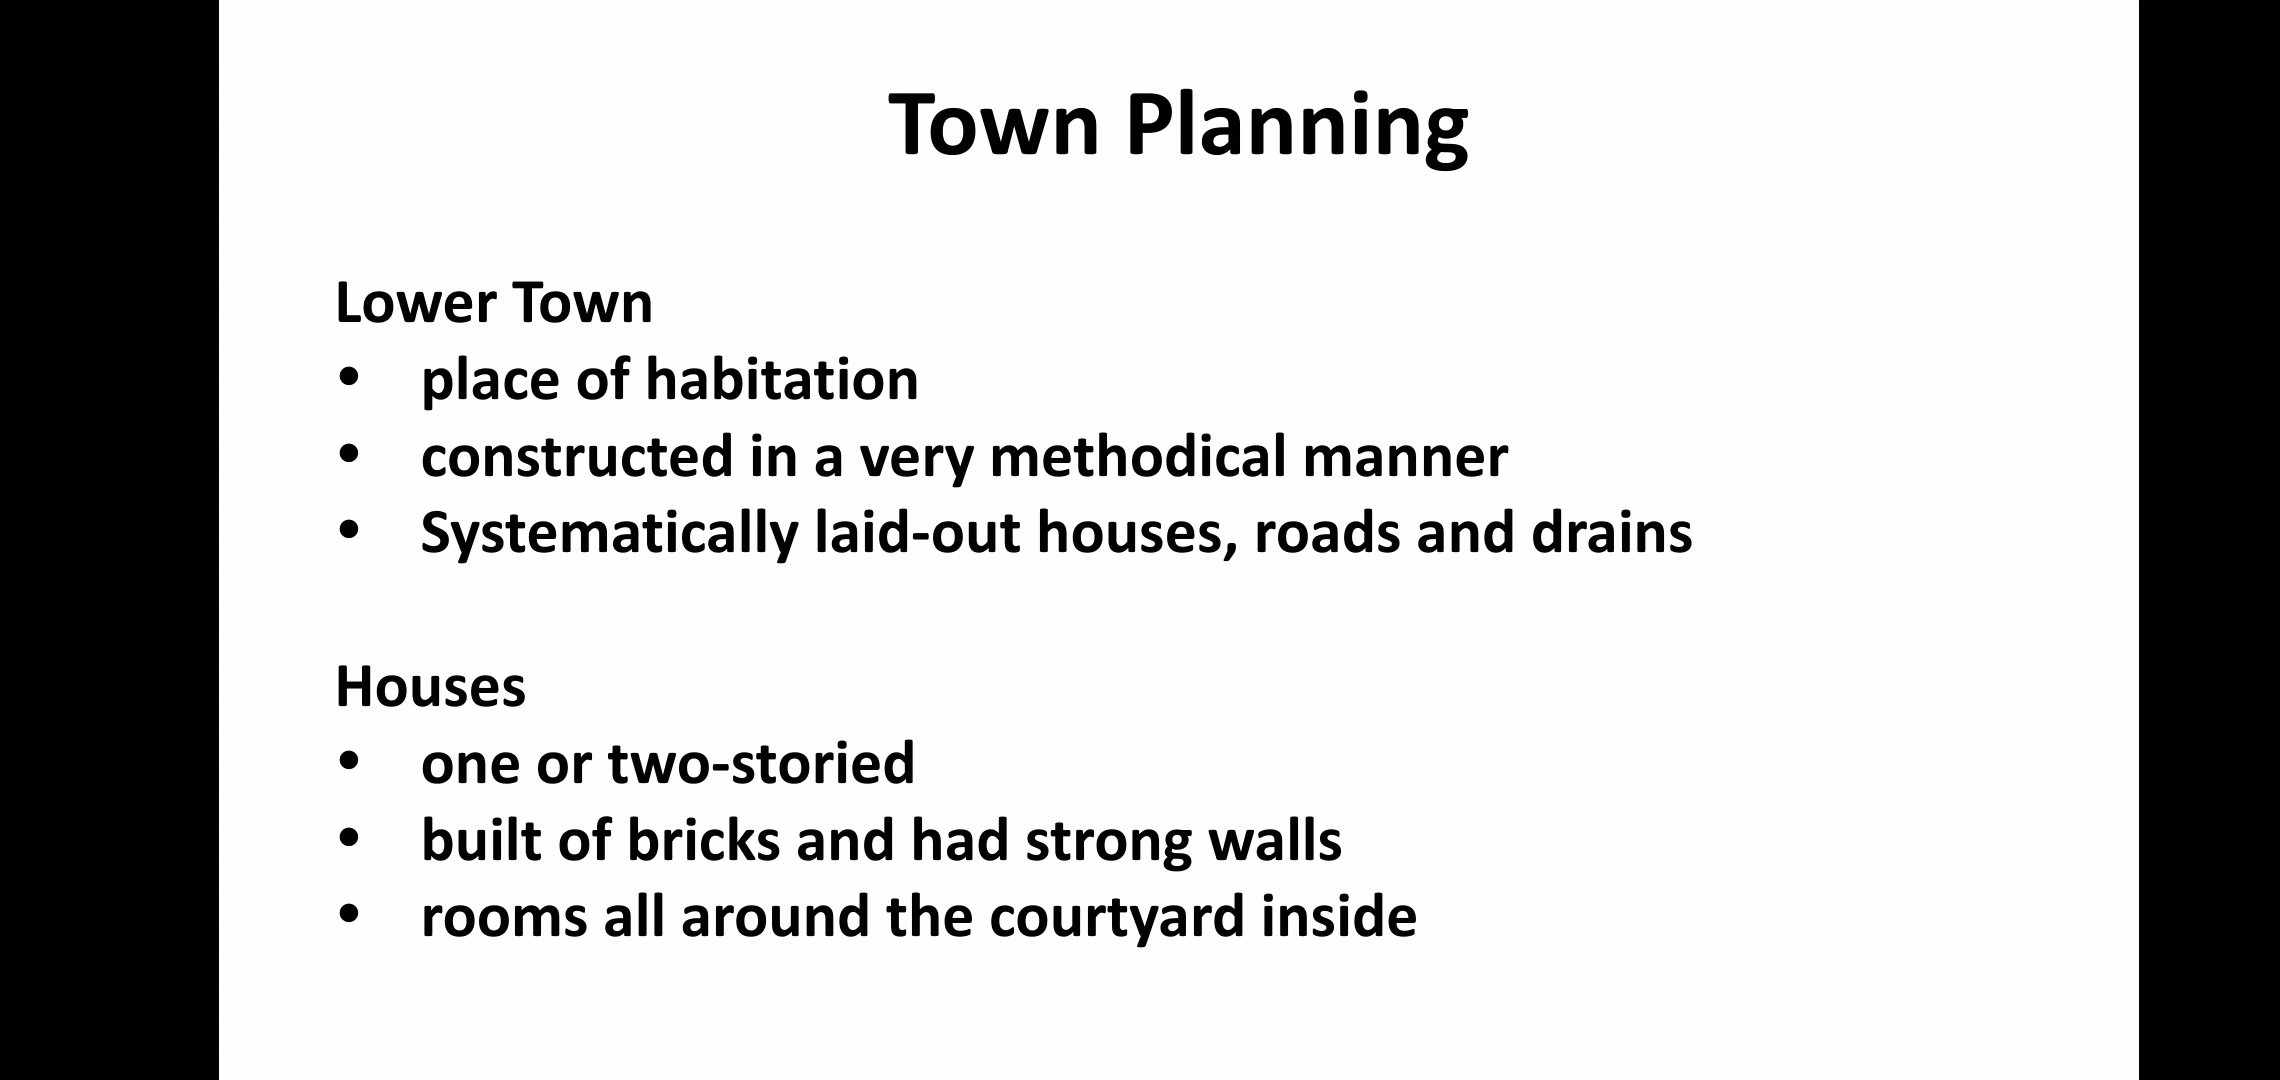 Town Planning
Lower Town
• place of habitation
• constructed in a very methodical manner
• Systematically laid-out houses, roads and drains
Houses
• one or two-storied
• built of bricks and had strong walls
• rooms all around the courtyard inside